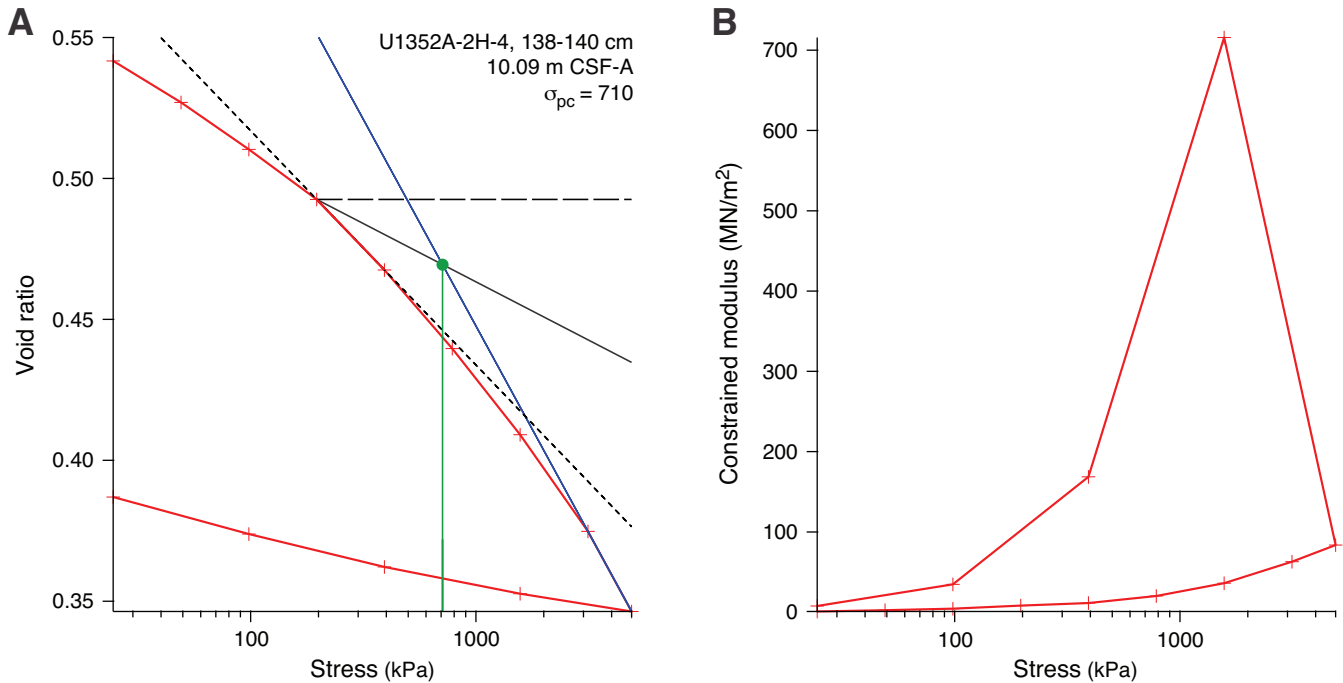 A
0.55
0.50
0.45
0.40
0.35
Void ratio
U1352A-2H-4, 138-140 cm
10.09 m CSF-A
σpc = 710
100
1000
Stress (kPa)
B
700
600
500
400
300
200
100
0
Constrained modulus (MN/m²)
100
1000
Stress (kPa)